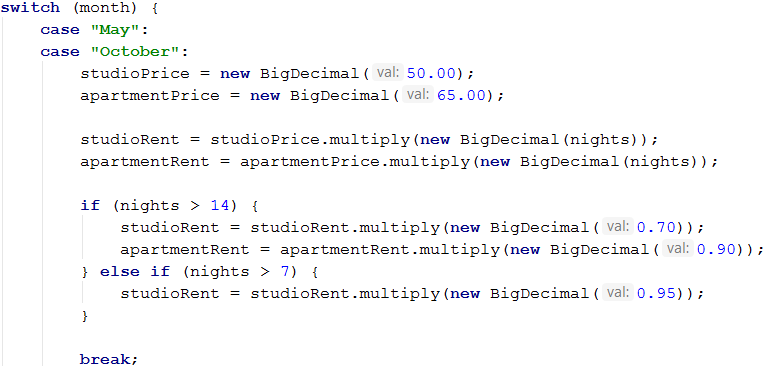 switch (month) {
case "May":
case "October":
studioPrice = new BigDecimal( val: 50.00);
apartmentPrice = new BigDecimal( val: 65.00);
studioRent = studioPrice.multiply(new BigDecimal(nights));
apartmentRent = apartmentPrice.multiply(new BigDecimal(nights));
if (nights > 14) {
studioRent = studioRent.multiply(new BigDecimal( val: 0.70));
apartmentRent = apartmentRent.multiply(new BigDecimal( val: 0.90));
} else if (nights > 7) {
studioRent = studioRent.multiply(new BigDecimal( val: 0.95));
}
break;